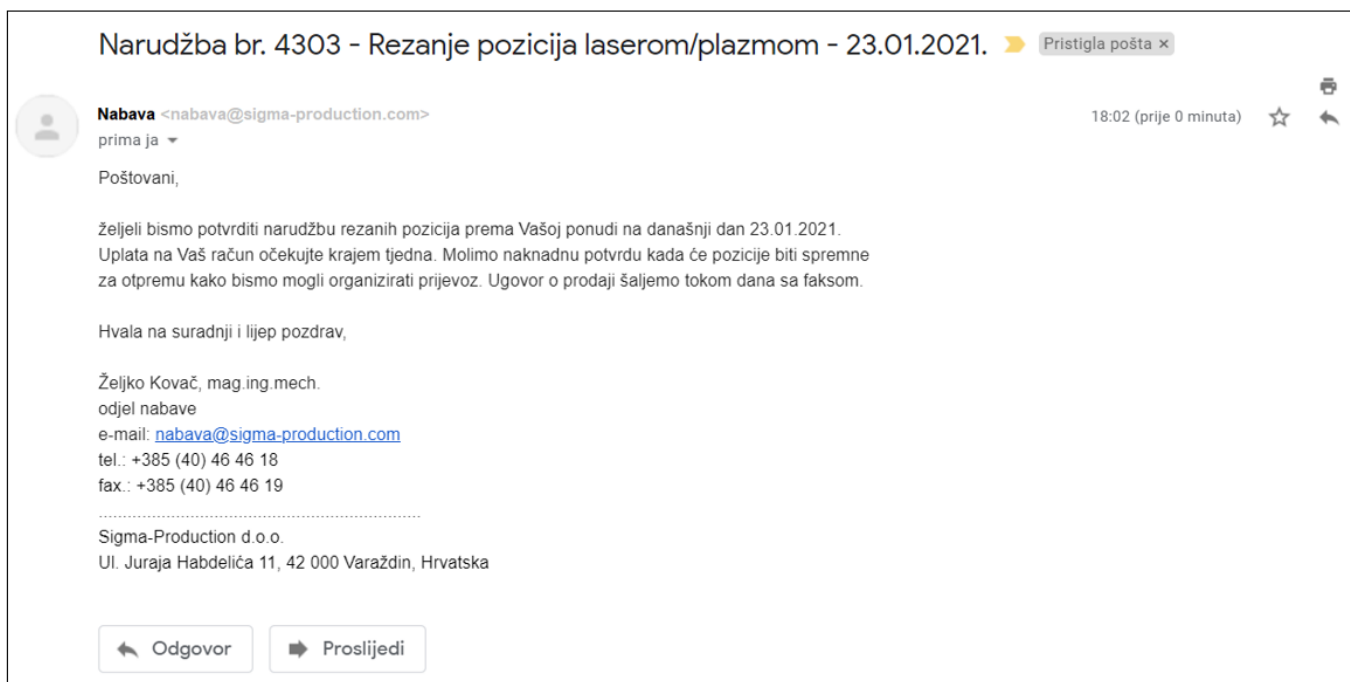 Narudžba br. 4303 - Rezanje pozicija laserom/plazmom - 23.01.2021. Pristigla pošta ×
Nabava <nabava@sigma-production.com> 18:02 (prije 0 minuta)
prima ja
Poštovani,
željeli bismo potvrditi narudžbu rezanih pozicija prema Vašoj ponudi na današnji dan 23.01.2021.
Uplata na Vaš račun očekujte krajem tjedna. Molimo naknadnu potvrdu kada će pozicije biti spremne
za otpremu kako bismo mogli organizirati prijevoz. Ugovor o prodaji šaljemo tokom dana sa faksom.
Hvala na suradnji i lijep pozdrav,
Željko Kovač, mag.ing.mech.
odjel nabave
e-mail: nabava@sigma-production.com
tel.: +385 (40) 46 46 18
fax.: +385 (40) 46 46 19
....................................................................
Sigma-Production d.o.o.
Ul. Juraja Habdelića 11, 42 000 Varaždin, Hrvatska
Odgovor Proslijedi